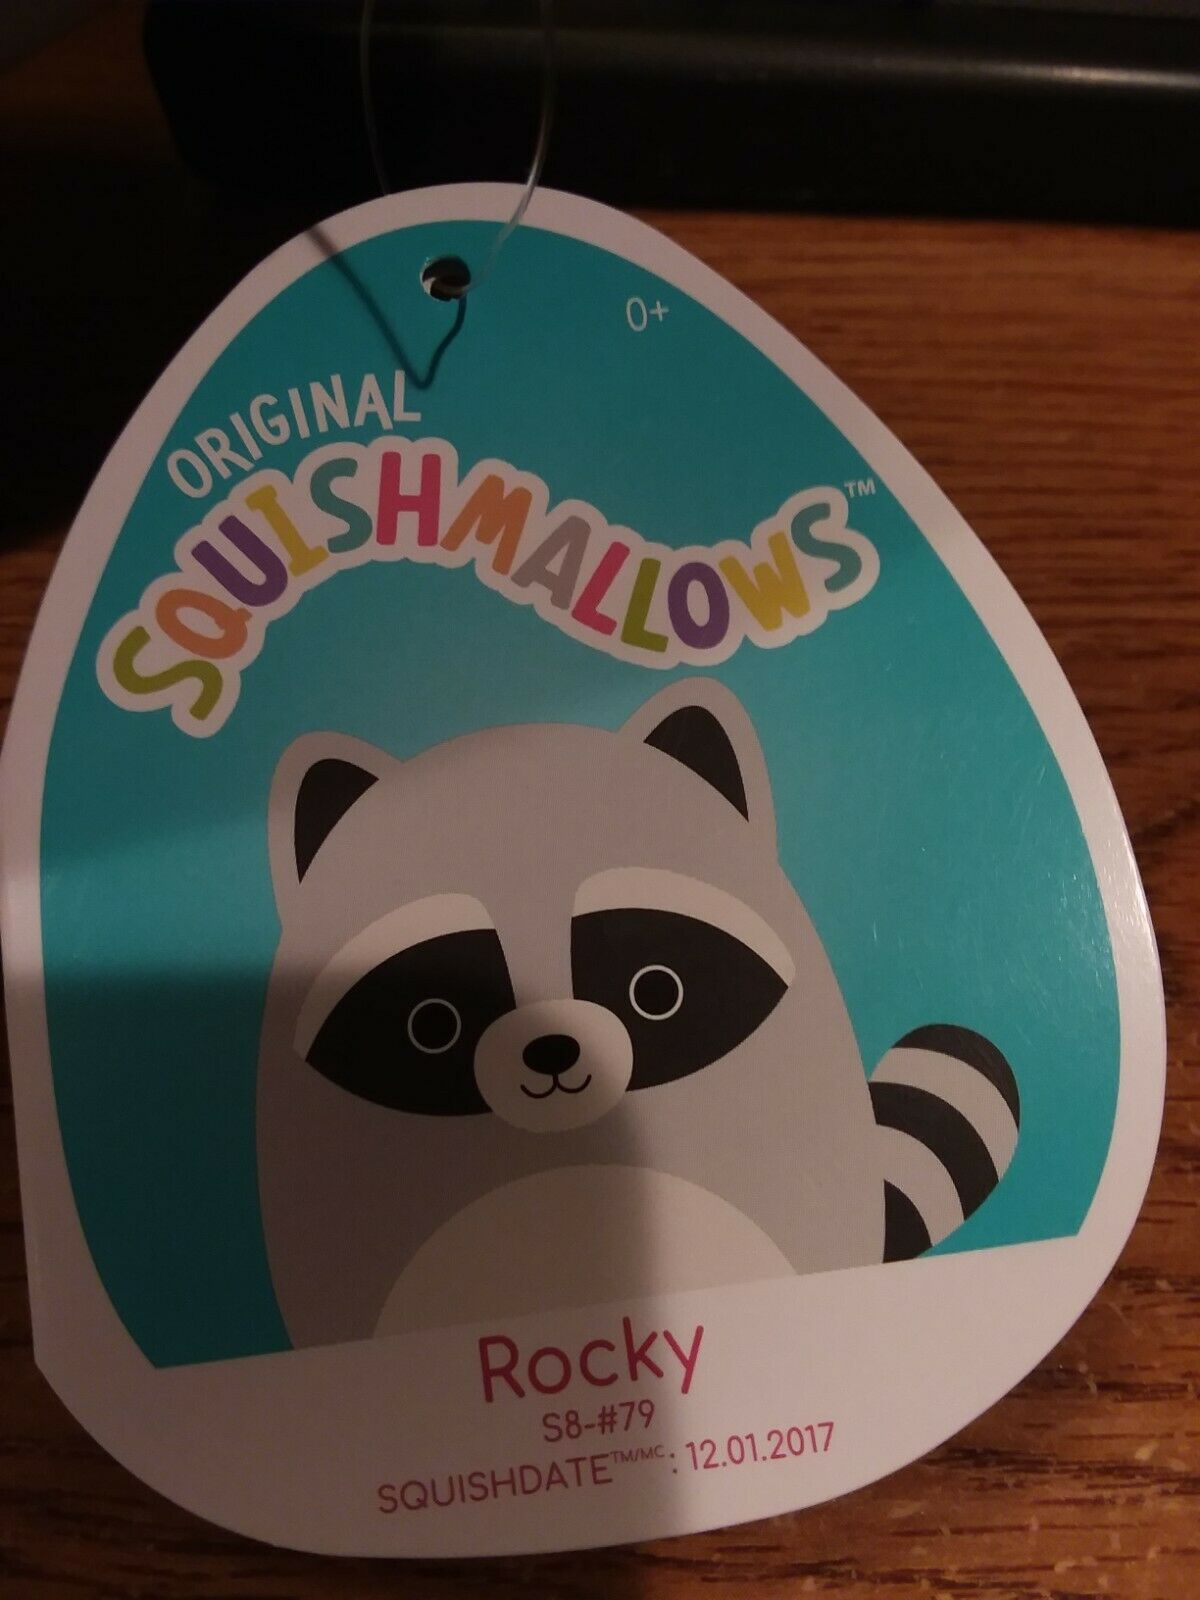 0+
ORIGINAL
SQUISHMALLOWS™
Rocky
S8-#79
SQUISHDATE™/MC: 12.01.2017